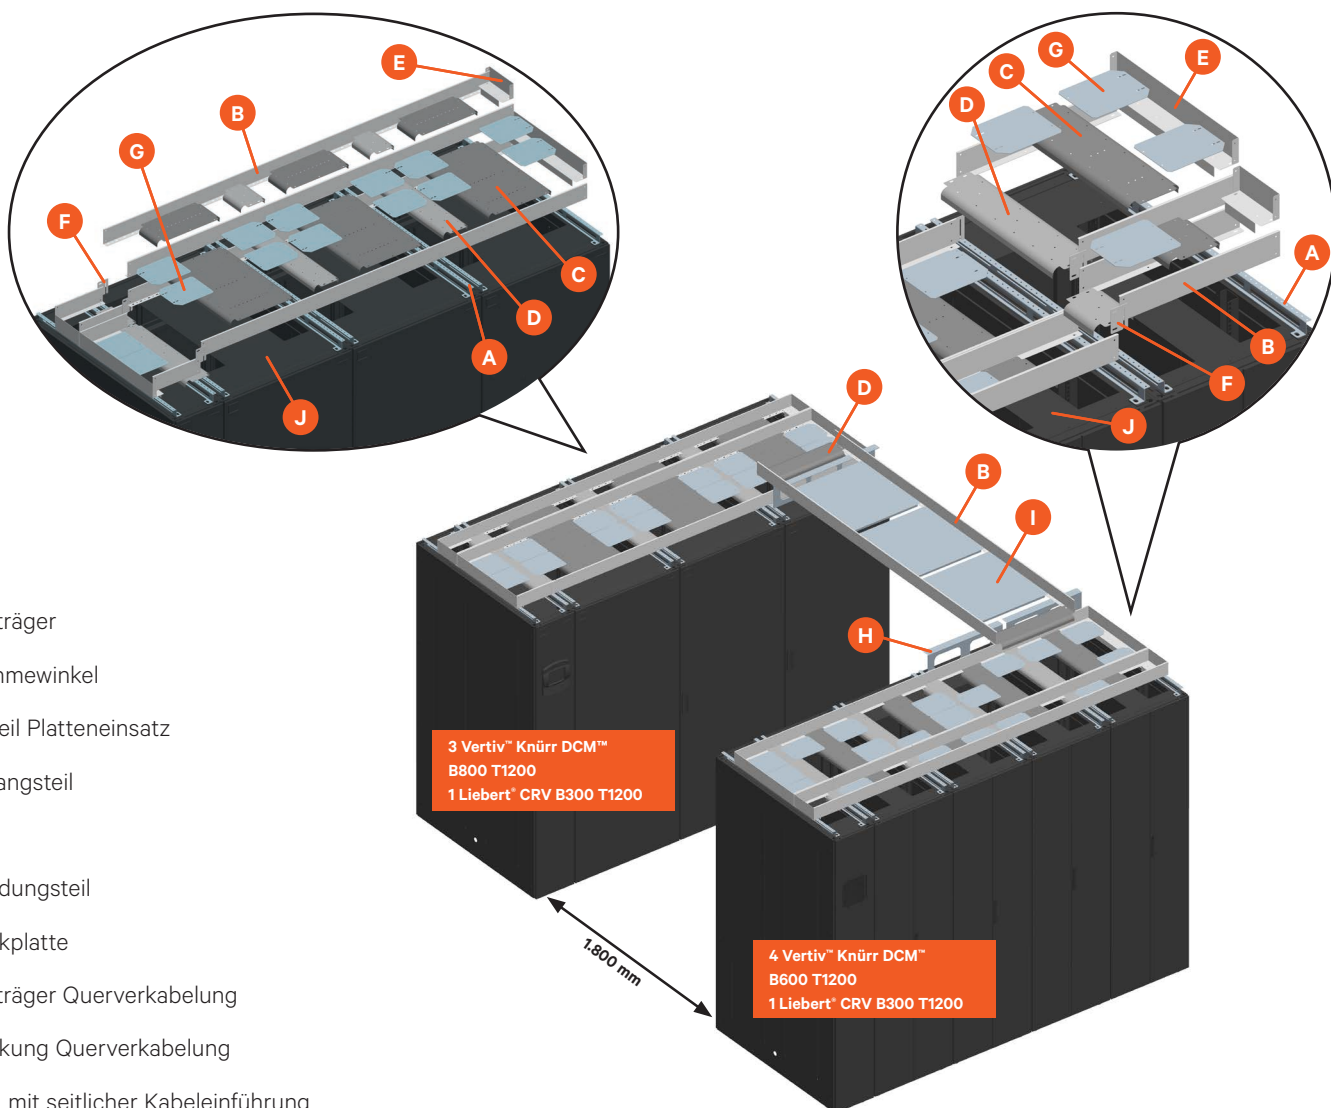 E
B
G
F
C
D
A
J
G
E
C
D
A
B
F
J
D
B
I
H
träger
nmewinkel
eil Platteneinsatz
angsteil
dungsteil
kplatte
träger Querverkabelung
kung Querverkabelung
mit seitlicher Kabeleinführung
3 Vertiv™ Knürr DCM™
B800 T1200
1 Liebert® CRV B300 T1200
1.800 mm
4 Vertiv™ Knürr DCM™
B600 T1200
1 Liebert® CRV B300 T1200